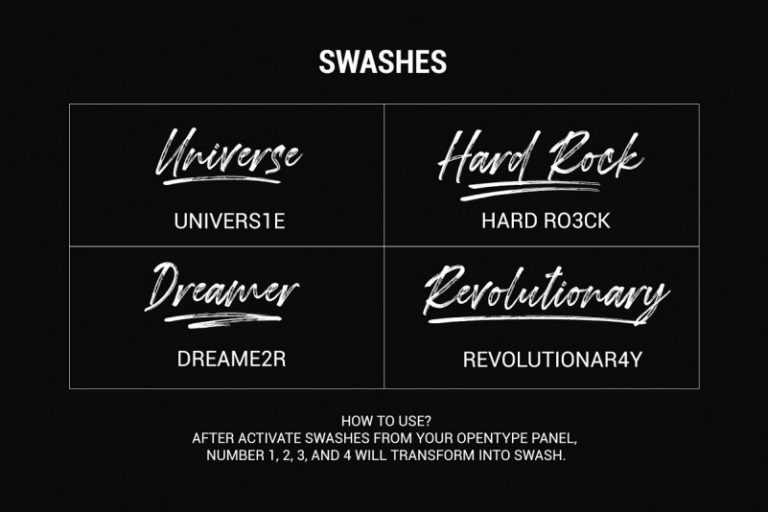 SWASHES
Universe
UNIVERS1E
Hard Rock
HARD RO3CK
Dreamer
DREAME2R
Revolutionary
REVOLUTIONAR4Y
HOW TO USE?
AFTER ACTIVATE SWASHES FROM YOUR OPENTYPE PANEL,
NUMBER 1, 2, 3, AND 4 WILL TRANSFORM INTO SWASH.